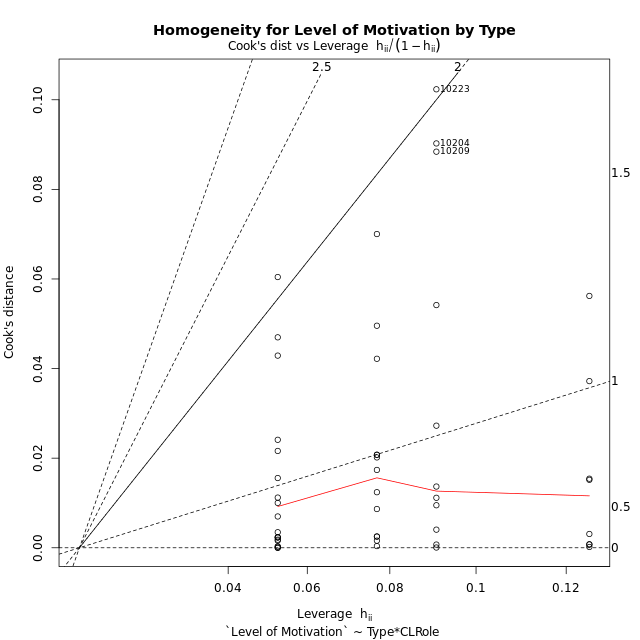 Homogeneity for Level of Motivation by Type
Cook's dist vs Leverage hii/(1−hii)
2.5
2
10223
10204
10209
1.5
1
0.5
0
Cook's distance
0.10
0.08
0.06
0.04
0.02
0.00
0.04 0.06 0.08 0.1 0.12
Leverage hii
`Level of Motivation` ~ Type*CLRole